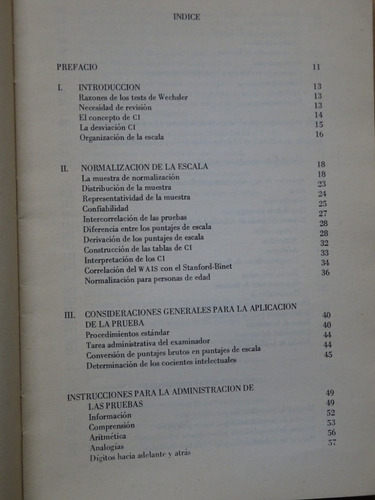 INDICE
PREFACIO 11
I. INTRODUCCION 13
Razones de los tests de Wechsler 13
Necesidad de revisión 13
El concepto de CI 14
La desviación CI 15
Organización de la escala 16
II. NORMALIZACION DE LA ESCALA 18
La muestra de normalización 18
Distribución de la muestra 23
Representatividad de la muestra 24
Confiabilidad 25
Intercorrelación de las pruebas 27
Diferencia entre los puntajes de escala 28
Derivación de los puntajes de escala 28
Construcción de las tablas de CI 32
Interpretación de los CI 33
Correlación del WAIS con el Stanford-Binet 34
Normalización para personas de edad 36
III. CONSIDERACIONES GENERALES PARA LA APLICACION
DE LA PRUEBA 40
Procedimientos estándar 40
Tarea administrativa del examinador 44
Conversión de puntajes brutos en puntajes de escala 44
Determinación de los cocientes intelectuales 45
INSTRUCCIONES PARA LA ADMINISTRACION DE
LAS PRUEBAS 49
Información 49
Comprensión 52
Aritmética 53
Analogías 56
Dígitos hacia adelante y atrás 57